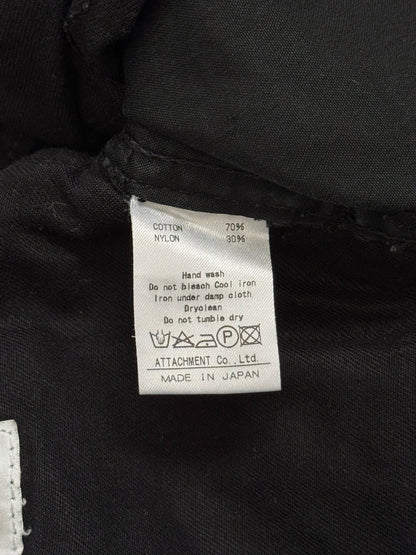 COTTON 70%
NYLON 30%
Hand wash
Do not bleach Cool iron
Iron under damp cloth
Dryclean
Do not tumble dry
P
ATTACHMENT Co.,Ltd.
MADE IN JAPAN